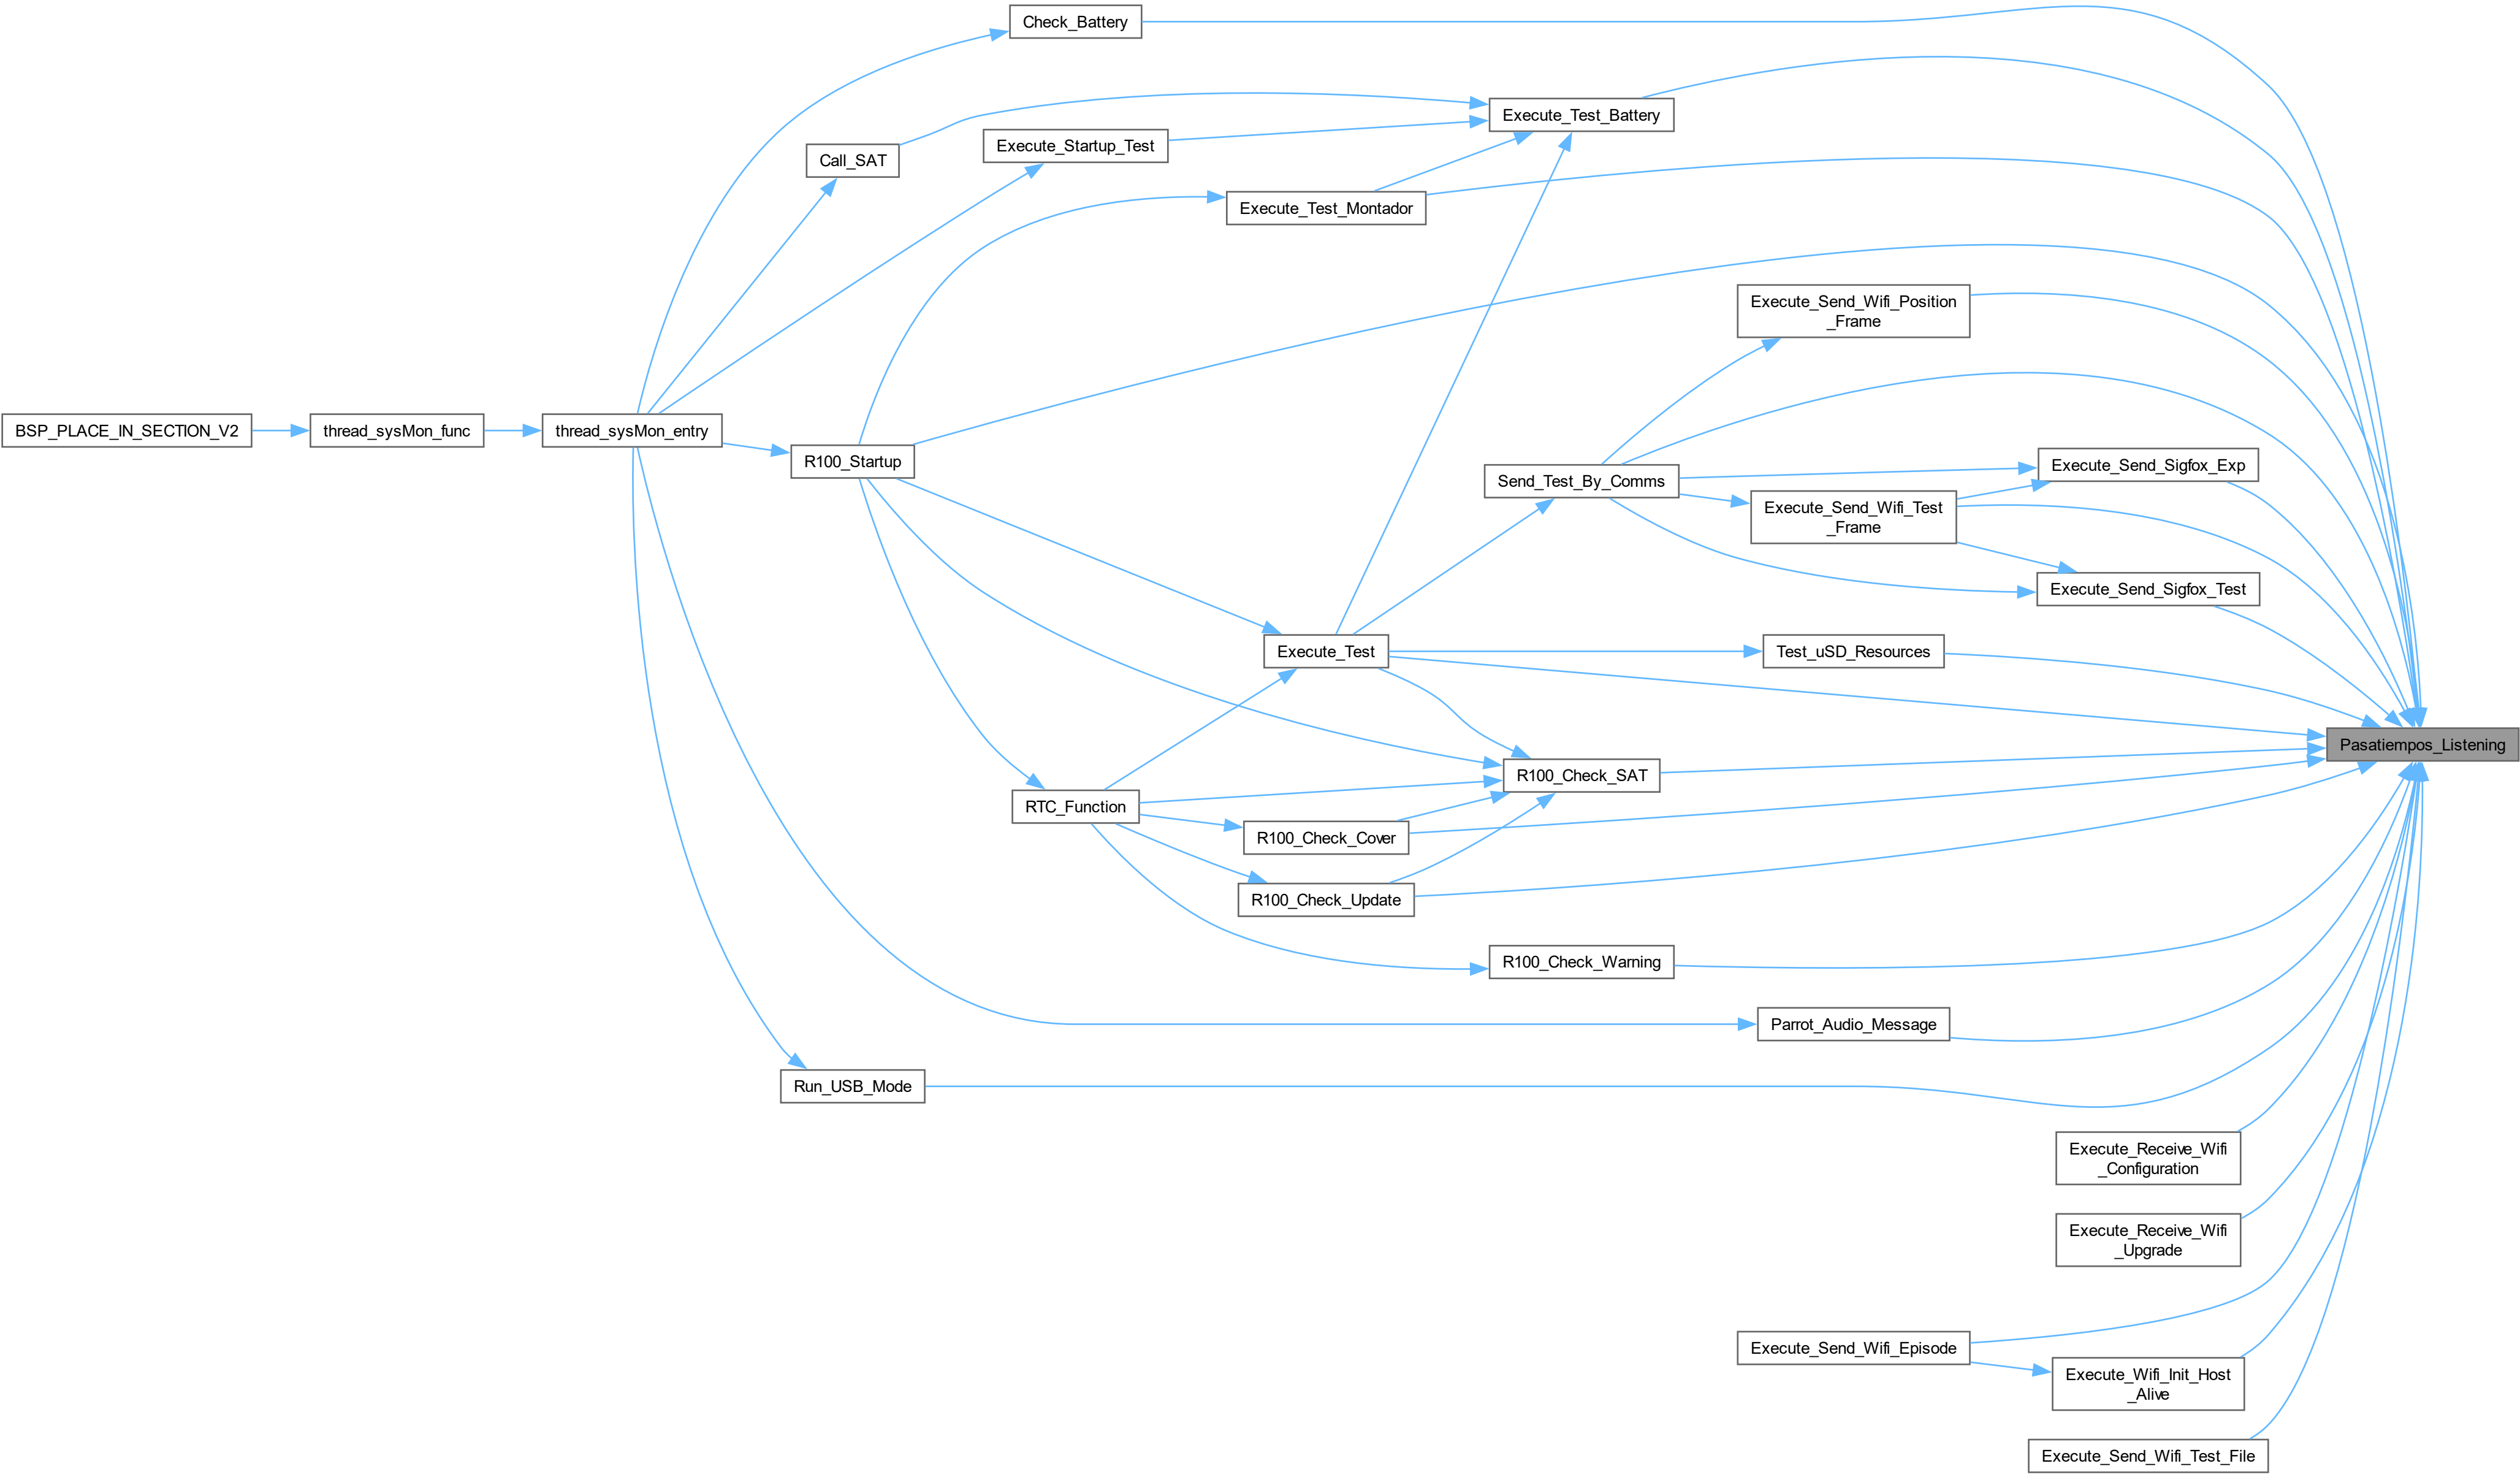 Check_Battery
Execute_Test_Battery
Execute_Startup_Test
Call_SAT
Execute_Test_Montador
Execute_Send_Wifi_Position
_Frame
BSP_PLACE_IN_SECTION_V2
thread_sysMon_func
thread_sysMon_entry
R100_Startup
Send_Test_By_Comms
Execute_Send_Sigfox_Exp
Execute_Send_Wifi_Test
_Frame
Execute_Send_Sigfox_Test
Execute_Test
Test_uSD_Resources
Pasatiempos_Listening
R100_Check_SAT
RTC_Function
R100_Check_Cover
R100_Check_Update
R100_Check_Warning
Parrot_Audio_Message
Run_USB_Mode
Execute_Receive_Wifi
_Configuration
Execute_Receive_Wifi
_Upgrade
Execute_Send_Wifi_Episode
Execute_Wifi_Init_Host
_Alive
Execute_Send_Wifi_Test_File